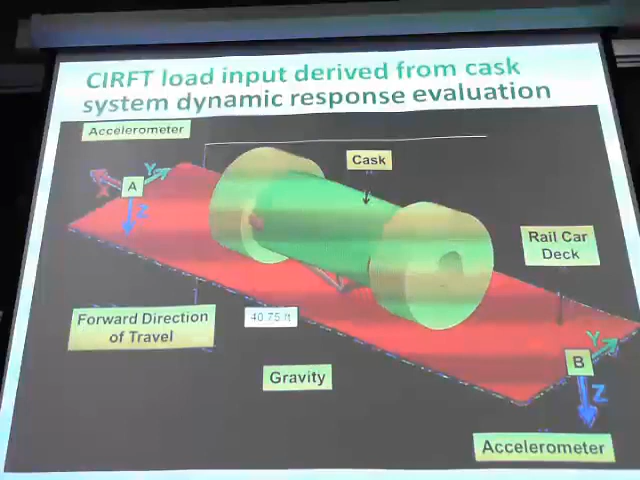 CIRFT load input derived from cask
system dynamic response evaluation
Accelerometer
Cask
Y
X
A
Z
Rail Car
Deck
Forward Direction
of Travel
40.75 ft
Y
B
Z
Gravity
Accelerometer